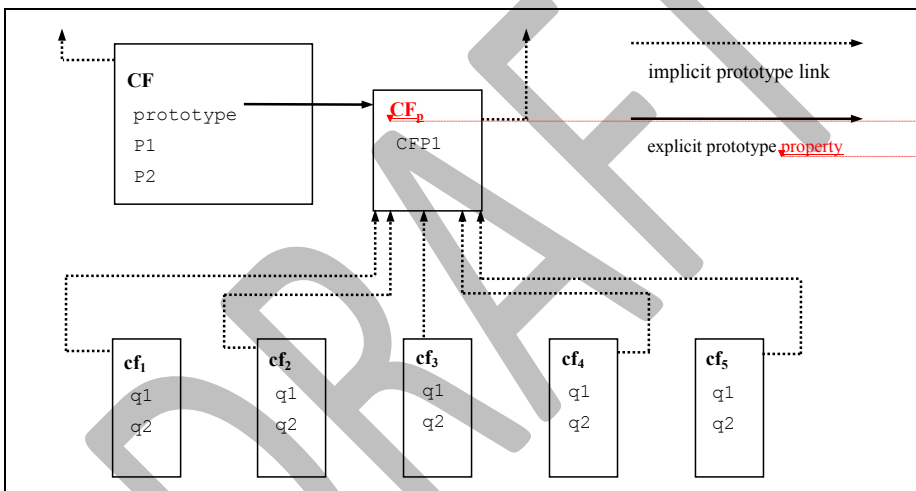 CF
prototype
P1
P2
CFp
CFP1
implicit prototype link
explicit prototype property
cf1
q1
q2
cf2
q1
q2
cf3
q1
q2
cf4
q1
q2
cf5
q1
q2
DRAFT